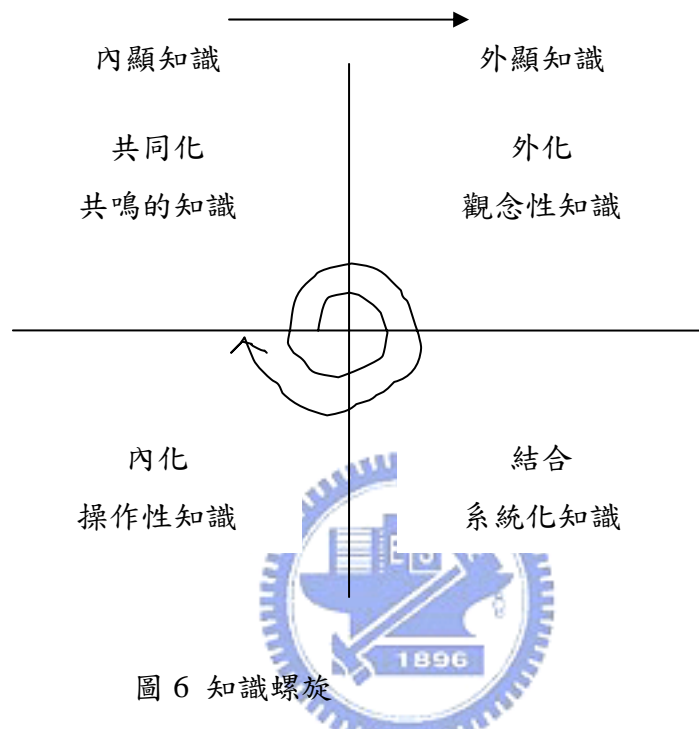 內顯知識 外顯知識
共同化 外化
共鳴的知識 觀念性知識
內化 結合
操作性知識 系統化知識
1896
圖 6 知識螺旋